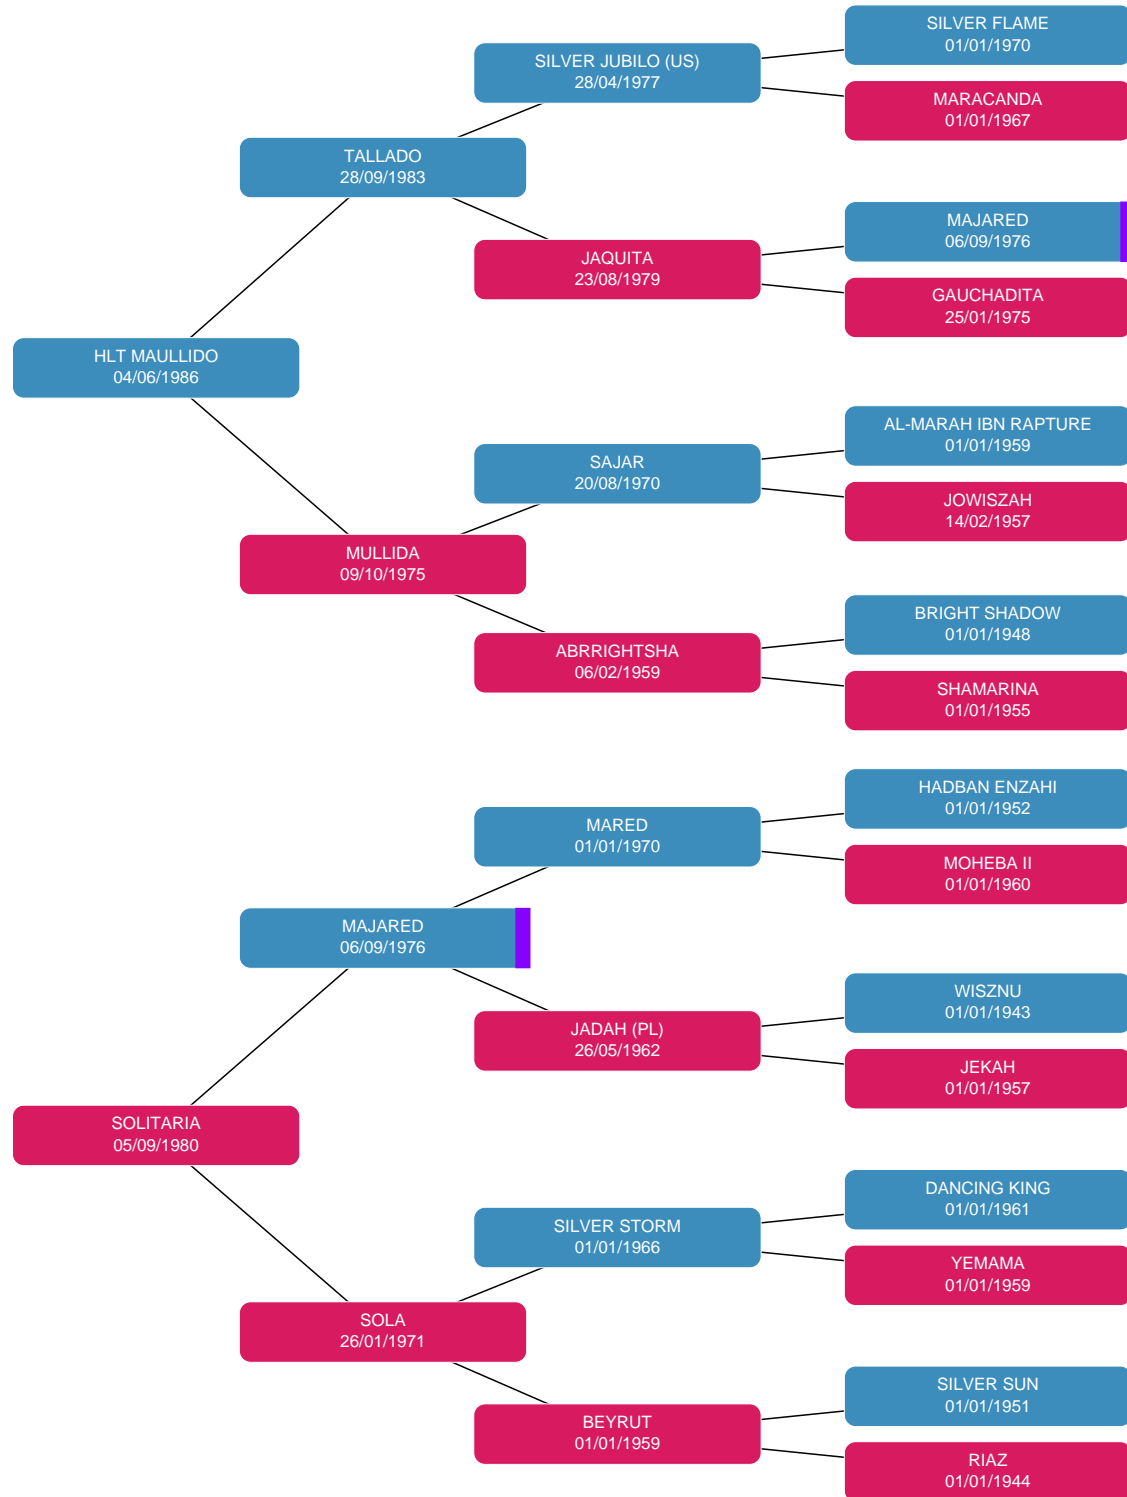 SILVER FLAME
01/01/1970
SILVER JUBILO (US)
28/04/1977
MARACANDA
01/01/1967
TALLADO
28/09/1983
MAJARED
06/09/1976
JAQUITA
23/08/1979
GAUCHADITA
25/01/1975
HLT MAULLIDO
04/06/1986
AL-MARAH IBN RAPTURE
01/01/1959
SAJAR
20/08/1970
JOWISZAH
14/02/1957
MULLIDA
09/10/1975
BRIGHT SHADOW
01/01/1948
ABRRIGHTSHA
06/02/1959
SHAMARINA
01/01/1955
HADBAN ENZAHI
01/01/1952
MARED
01/01/1970
MOHEBA II
01/01/1960
MAJARED
06/09/1976
WISZNU
01/01/1943
JADAH (PL)
26/05/1962
JEKAH
01/01/1957
SOLITARIA
05/09/1980
DANCING KING
01/01/1961
SILVER STORM
01/01/1966
YEMAMA
01/01/1959
SOLA
26/01/1971
SILVER SUN
01/01/1951
BEYRUT
01/01/1959
RIAZ
01/01/1944